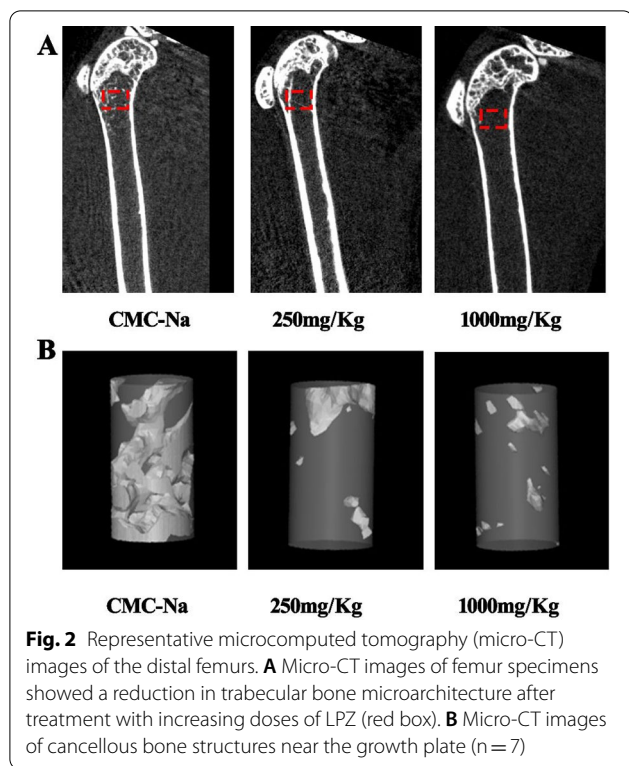 A
CMC-Na 250mg/Kg 1000mg/Kg
B
CMC-Na 250mg/Kg 1000mg/Kg
Fig. 2 Representative microcomputed tomography (micro-CT)
images of the distal femurs. A Micro-CT images of femur specimens
showed a reduction in trabecular bone microarchitecture after
treatment with increasing doses of LPZ (red box). B Micro-CT images
of cancellous bone structures near the growth plate (n = 7)